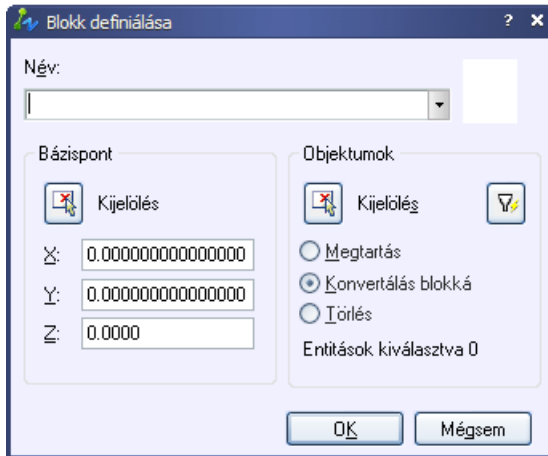 Blokk definiálása
Név:
Bázispont
Kijelölés
X: 0.000000000000000
Y: 0.000000000000000
Z: 0.0000
Objektumok
Kijelölés
Megtartás
Konvertálás blokká
Törlés
Entitások kiválasztva 0
OK
Mégsem